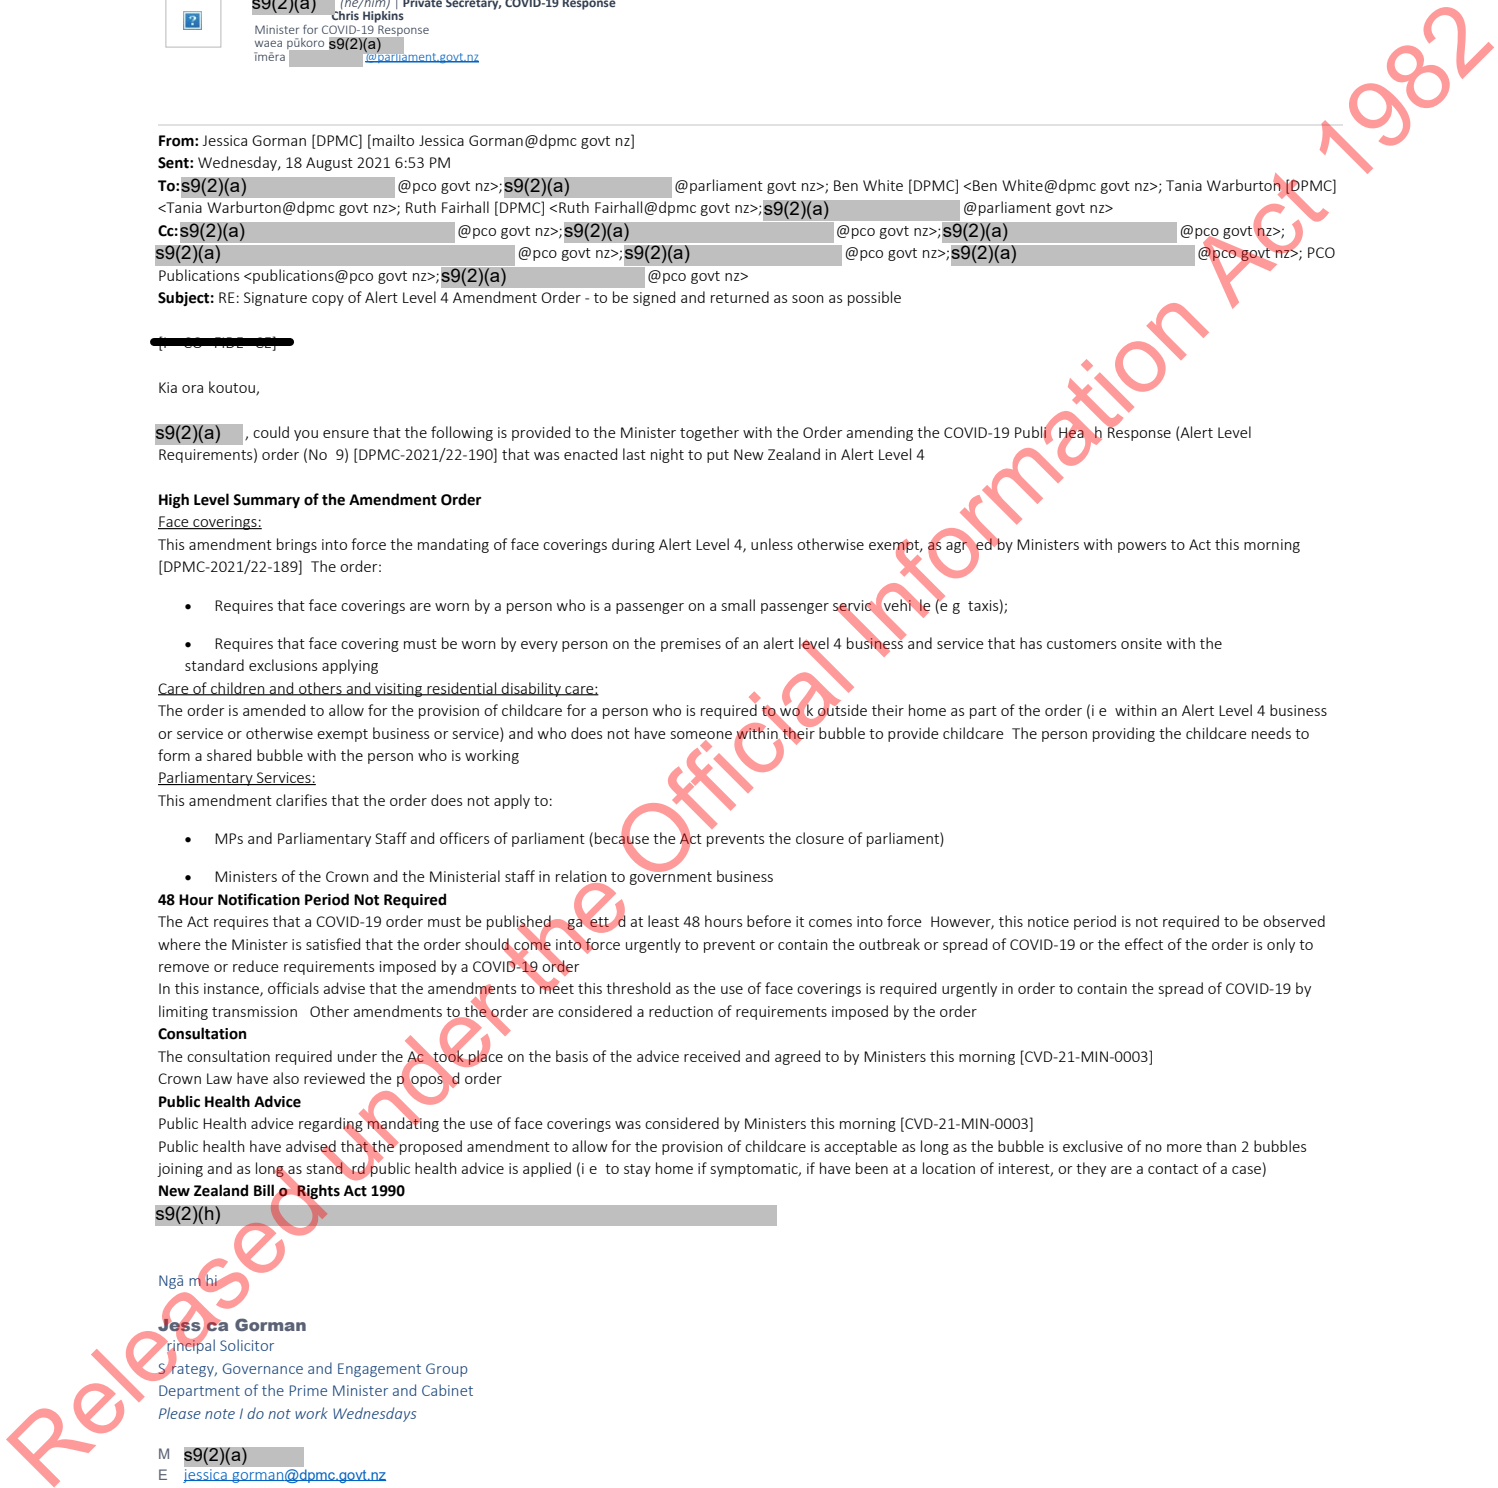 s9(2)(a) (he/him) | Private Secretary, COVID-19 Response
Chris Hipkins
Minister for COVID-19 Response
waea pūkoro s9(2)(a)
īmēra @parliament.govt.nz
From: Jessica Gorman [DPMC] [mailto Jessica Gorman@dpmc govt nz]
Sent: Wednesday, 18 August 2021 6:53 PM
To: s9(2)(a) @pco govt nz>; s9(2)(a) @parliament govt nz>; Ben White [DPMC] <Ben White@dpmc govt nz>; Tania Warburton [DPMC]
<Tania Warburton@dpmc govt nz>; Ruth Fairhall [DPMC] <Ruth Fairhall@dpmc govt nz>; s9(2)(a) @parliament govt nz>
Cc: s9(2)(a) @pco govt nz>; s9(2)(a) @pco govt nz>; s9(2)(a) @pco govt nz>;
s9(2)(a) @pco govt nz>; s9(2)(a) @pco govt nz>; s9(2)(a) @pco govt nz>; PCO
Publications <publications@pco govt nz>; s9(2)(a) @pco govt nz>
Subject: RE: Signature copy of Alert Level 4 Amendment Order - to be signed and returned as soon as possible
Kia ora koutou,
s9(2)(a) , could you ensure that the following is provided to the Minister together with the Order amending the COVID-19 Publi Hea h Response (Alert Level
Requirements) order (No 9) [DPMC-2021/22-190] that was enacted last night to put New Zealand in Alert Level 4
High Level Summary of the Amendment Order
Face coverings:
This amendment brings into force the mandating of face coverings during Alert Level 4, unless otherwise exempt, as agr ed by Ministers with powers to Act this morning
[DPMC-2021/22-189] The order:
• Requires that face coverings are worn by a person who is a passenger on a small passenger servic vehi le (e g taxis);
• Requires that face covering must be worn by every person on the premises of an alert level 4 business and service that has customers onsite with the
standard exclusions applying
Care of children and others and visiting residential disability care:
The order is amended to allow for the provision of childcare for a person who is required to wo k outside their home as part of the order (i e within an Alert Level 4 business
or service or otherwise exempt business or service) and who does not have someone within their bubble to provide childcare The person providing the childcare needs to
form a shared bubble with the person who is working
Parliamentary Services:
This amendment clarifies that the order does not apply to:
• MPs and Parliamentary Staff and officers of parliament (because the Act prevents the closure of parliament)
• Ministers of the Crown and the Ministerial staff in relation to government business
48 Hour Notification Period Not Required
The Act requires that a COVID-19 order must be published ga ett d at least 48 hours before it comes into force However, this notice period is not required to be observed
where the Minister is satisfied that the order should come into force urgently to prevent or contain the outbreak or spread of COVID-19 or the effect of the order is only to
remove or reduce requirements imposed by a COVID-19 order
In this instance, officials advise that the amendments to meet this threshold as the use of face coverings is required urgently in order to contain the spread of COVID-19 by
limiting transmission Other amendments to the order are considered a reduction of requirements imposed by the order
Consultation
The consultation required under the Ac took place on the basis of the advice received and agreed to by Ministers this morning [CVD-21-MIN-0003]
Crown Law have also reviewed the p opos d order
Public Health Advice
Public Health advice regarding mandating the use of face coverings was considered by Ministers this morning [CVD-21-MIN-0003]
Public health have advised that the proposed amendment to allow for the provision of childcare is acceptable as long as the bubble is exclusive of no more than 2 bubbles
joining and as long as stand rd public health advice is applied (i e to stay home if symptomatic, if have been at a location of interest, or they are a contact of a case)
New Zealand Bill o Rights Act 1990
s9(2)(h)
Ngā m hi
Jess ca Gorman
rincipal Solicitor
S rategy, Governance and Engagement Group
Department of the Prime Minister and Cabinet
Please note I do not work Wednesdays
M s9(2)(a)
E jessica gorman@dpmc.govt.nz
Released under the Official Information Act 1982